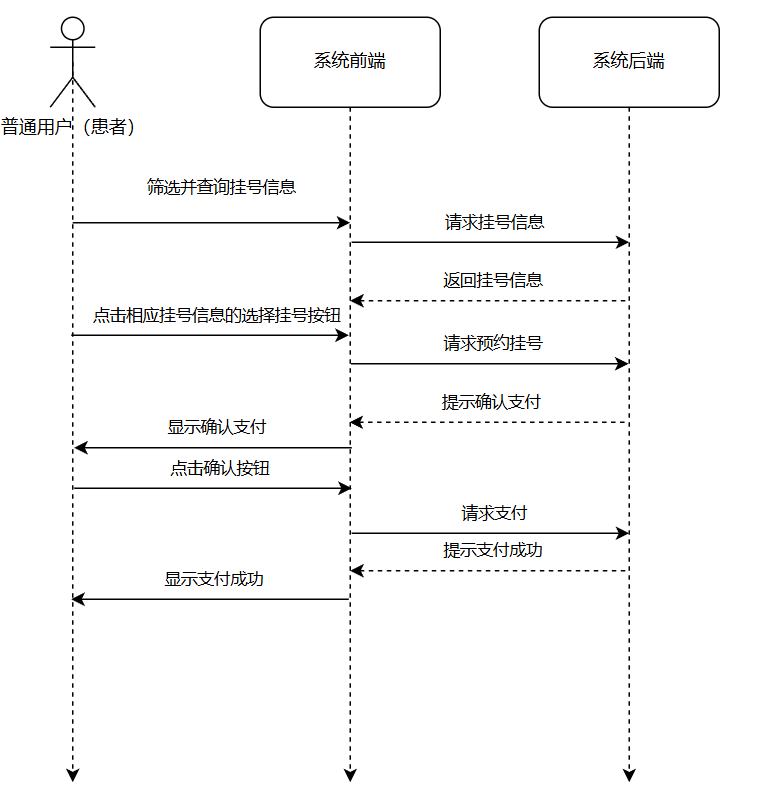 系统前端
系统后端
普通用户（患者）
筛选并查询挂号信息
请求挂号信息
返回挂号信息
点击相应挂号信息的选择挂号按钮
请求预约挂号
提示确认支付
显示确认支付
点击确认按钮
请求支付
提示支付成功
显示支付成功